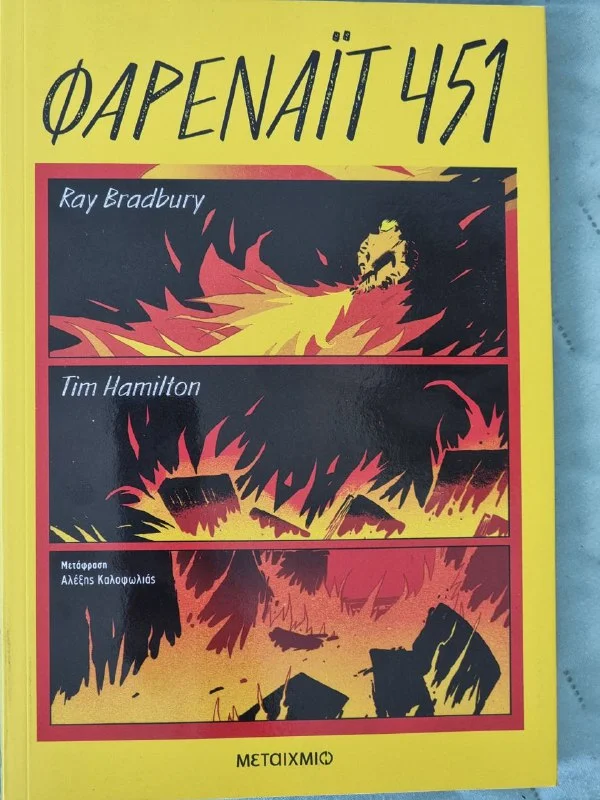 ΦΑΡΕΝΑΪΤ 451
Ray Bradbury
Tim Hamilton
Μετάφραση
Αλέξης Καλοφωλιάς
ΜΕΤΑΙΧΜΙΟ